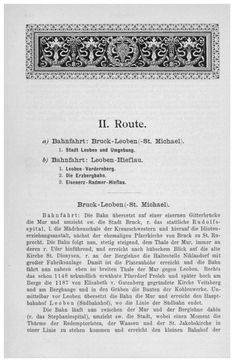 II. Route.
a) Bahnfahrt: Bruck-Leoben(-St. Michael).
1. Stadt Leoben und Umgebung.
b) Bahnfahrt: Leoben-Hieflau.
1. Leoben-Vordernberg.
2. Die Erzbergbahn.
3. Eisenerz-Radmer-Hieflau.
Bruck-Leoben(-St. Michael).
Bahnfahrt: Die Bahn übersetzt auf einer eisernen Gitterbrücke
die Mur und umzieht sw. die Stadt Bruck, r. das stattliche Rudolfs-
spital, l. die Mädchenschule der Kreuzschwestern und hierauf die Idioten-
erziehungsanstalt, nächst der ehemaligen Pfarrkirche von Bruck zu St. Ru-
precht. Die Bahn folgt nun, stetig steigend, dem Thale der Mur, immer an
deren r. Ufer hinführend, und erreicht nach hübschem Blick auf die alte
Kirche St. Dionysen, r. an der Berglehne die Haltestelle Niklasdorf mit
großer Fabriksanlage. Damit ist die Plateauhöhe erreicht und die Bahn
fährt nun nahezu eben im breiten Thale der Mur gegen Leoben. Rechts
das schon 1148 urkundlich erwähnte Pfarrdorf Proleb und später hoch am
Berge die 1187 von Elisabeth v. Gutenberg gegründete Kirche Veitsberg
und am Berghange und in den Gräben die Bauten der Kohlenwerke. Un-
mittelbar vor Leoben übersetzt die Bahn die Mur und erreicht den Haupt-
bahnhof Leoben (Südbahnhof), wo die Linie der Südbahn endet.
Die Bahn läuft nun zwischen der Mur und der Berglehne dahin
(r. das Stephaniespital), umzieht sw. die Stadt, wobei einen Moment die
Thürme der Redemptoristen, der Waasen und der St. Jakobskirche in
einer Linie zu stehen kommen und erreicht den kleinen Bahnhof der